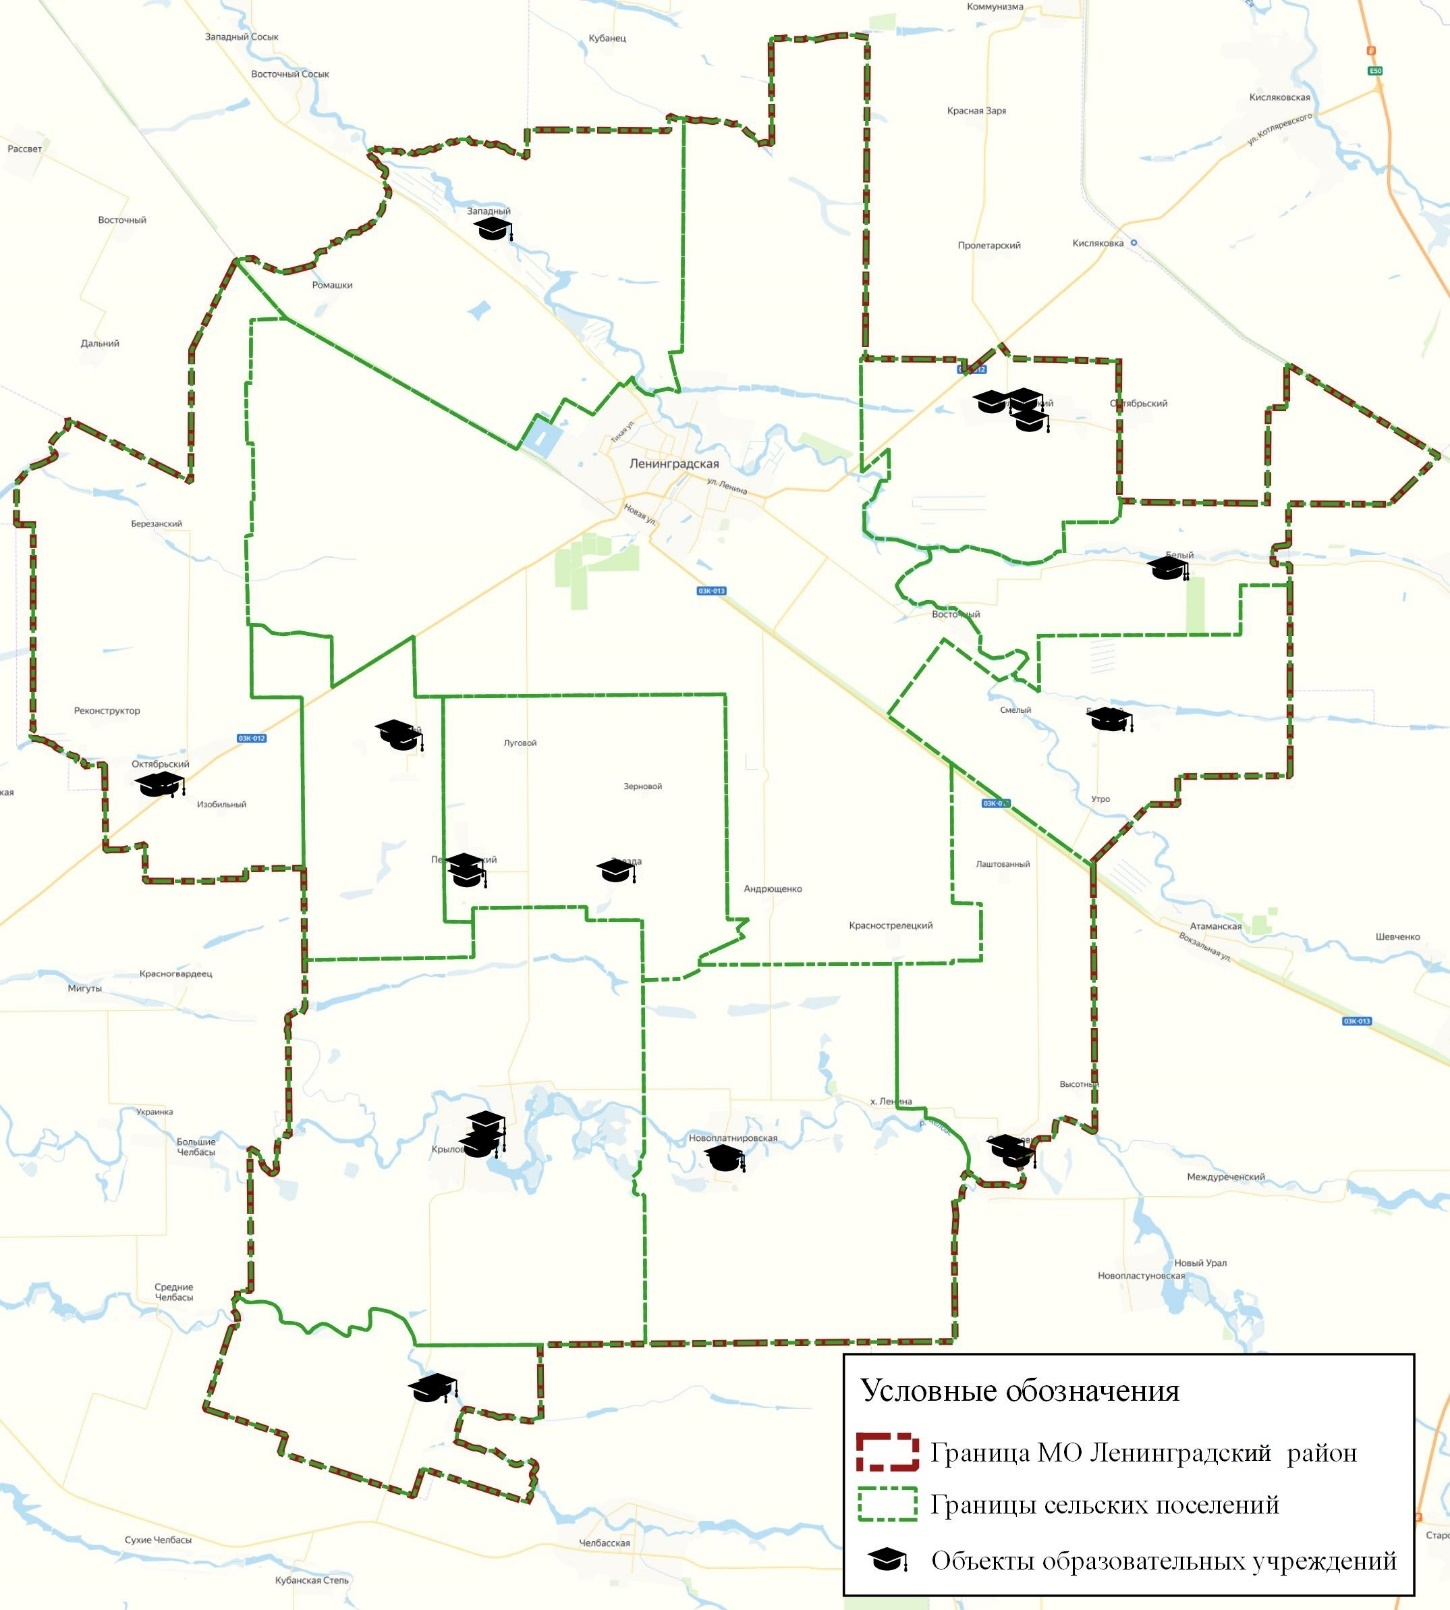 Коммунизма
Западный Сосык
Кубанец
Восточный Сосык
E50
Кисляковская
Красная Заря
ул. Котляревского
Рассвет
Западный
Восточный
Пролетарский
Кисляковка
Ромашки
Дальний
Октябрьский
Тихая ул.
Ленинградская
ул. Ленина
Новая ул.
Березанский
Белый
03К-013
Восточный
Реконструктор
Смелый
03К-012
Луговой
Октябрьский
Зерновой
Изобильный
Утро
Лаштованный
Андрющенко
Краснострелецкий
Атаманская
Вокзальная ул.
Шевченко
Красногвардеец
Мигуты
03К-013
Высотный
х. Ленина
Украинка
Большие
Челбасы
Новоплатнировская
Междуреченский
Новый Урал
Новопластуновская
Средние
Челбасы
Условные обозначения
Граница МО Ленинградский район
Границы сельских поселений
Объекты образовательных учреждений
Сухие Челбасы
Челбасская
Кубанская Степь